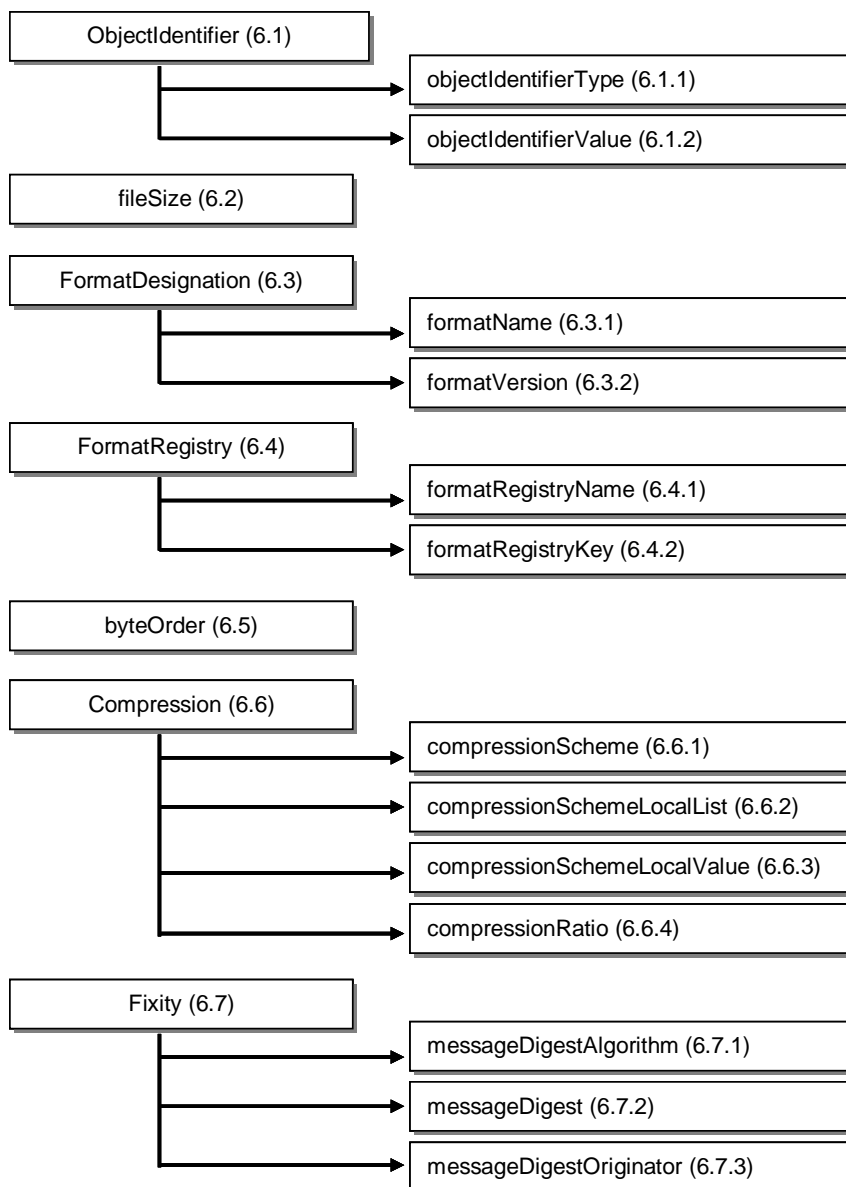 ObjectIdentifier (6.1)
objectIdentifierType (6.1.1)
objectIdentifierValue (6.1.2)
fileSize (6.2)
FormatDesignation (6.3)
formatName (6.3.1)
formatVersion (6.3.2)
FormatRegistry (6.4)
formatRegistryName (6.4.1)
formatRegistryKey (6.4.2)
byteOrder (6.5)
Compression (6.6)
compressionScheme (6.6.1)
compressionSchemeLocalList (6.6.2)
compressionSchemeLocalValue (6.6.3)
compressionRatio (6.6.4)
Fixity (6.7)
messageDigestAlgorithm (6.7.1)
messageDigest (6.7.2)
messageDigestOriginator (6.7.3)